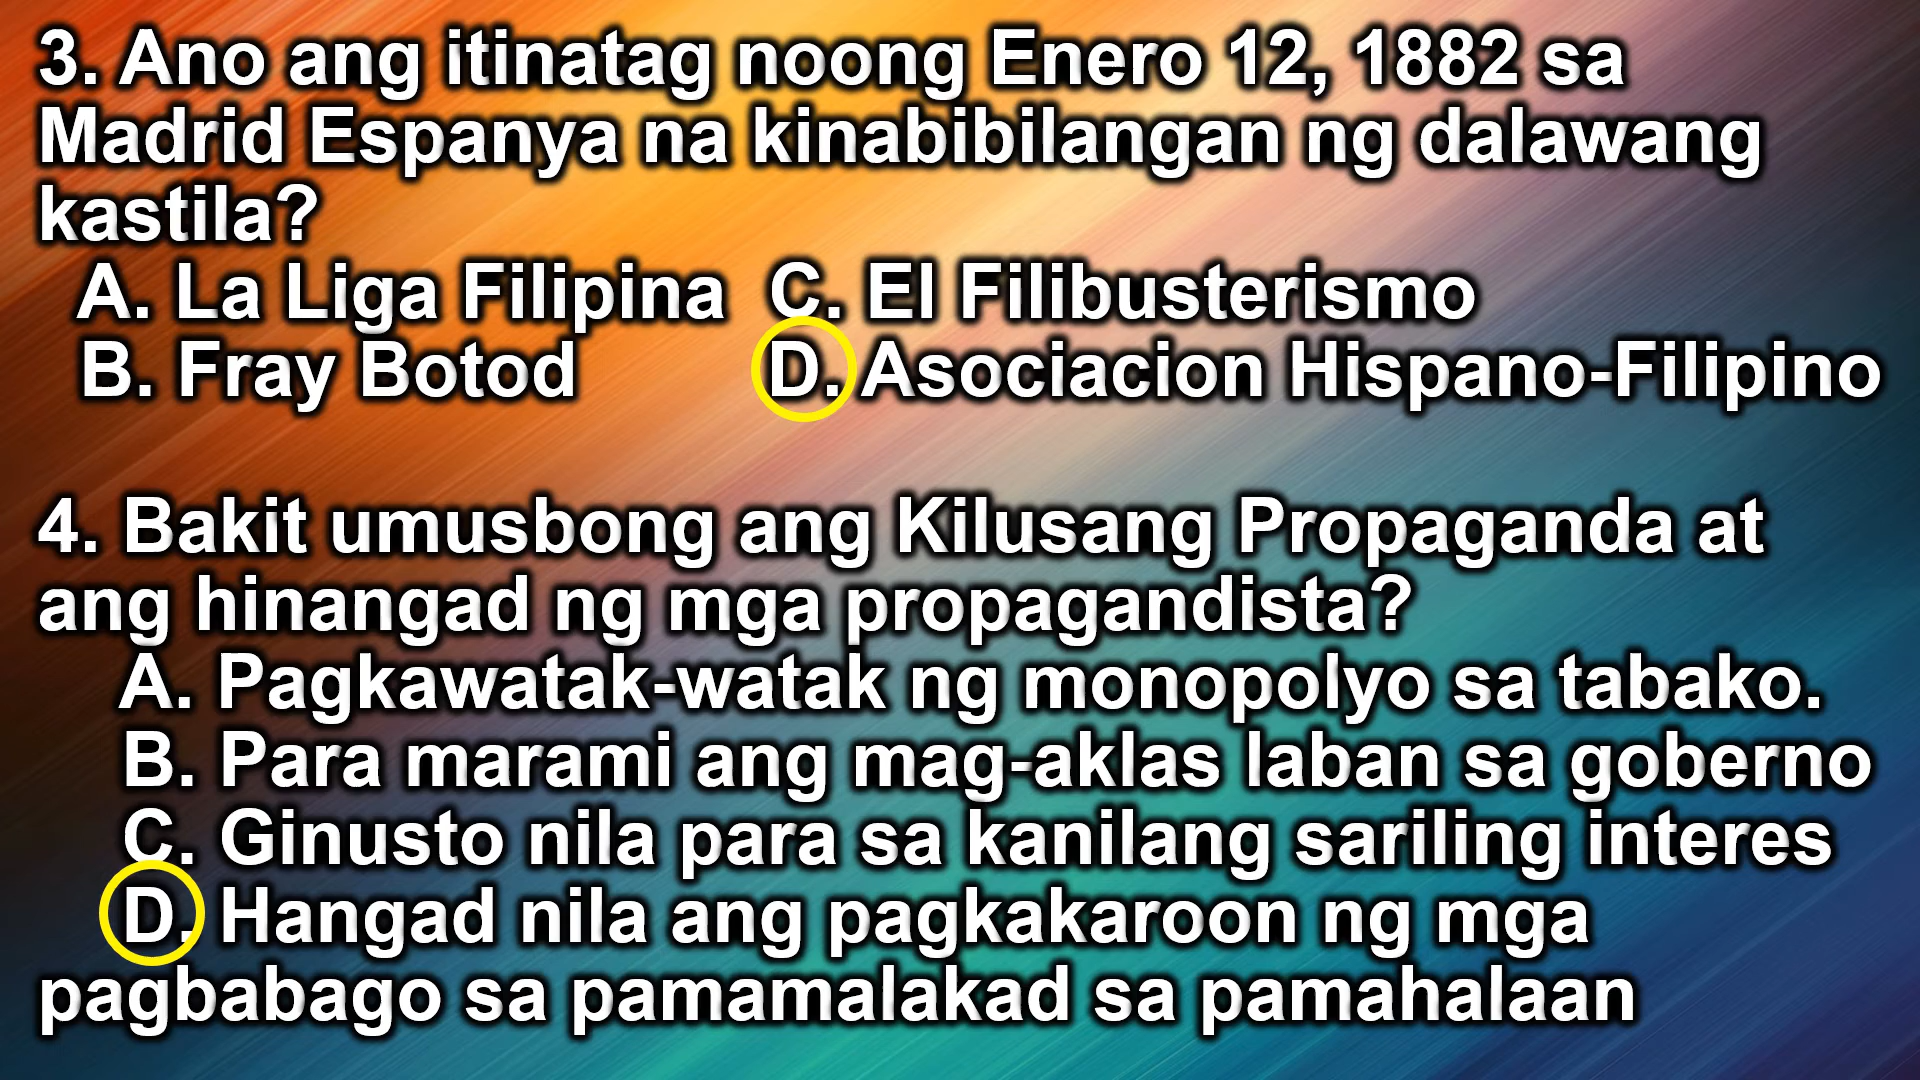 3. Ano ang itinatag noong Enero 12, 1882 sa
Madrid Espanya na kinabibilangan ng dalawang
kastila?
A. La Liga Filipina C. El Filibusterismo
B. Fray Botod D. Asociacion Hispano-Filipino
4. Bakit umusbong ang Kilusang Propaganda at
ang hinangad ng mga propagandista?
A. Pagkawatak-watak ng monopolyo sa tabako.
B. Para marami ang mag-aklas laban sa goberno
C. Ginusto nila para sa kanilang sariling interes
D. Hangad nila ang pagkakaroon ng mga
pagbabago sa pamamalakad sa pamahalaan